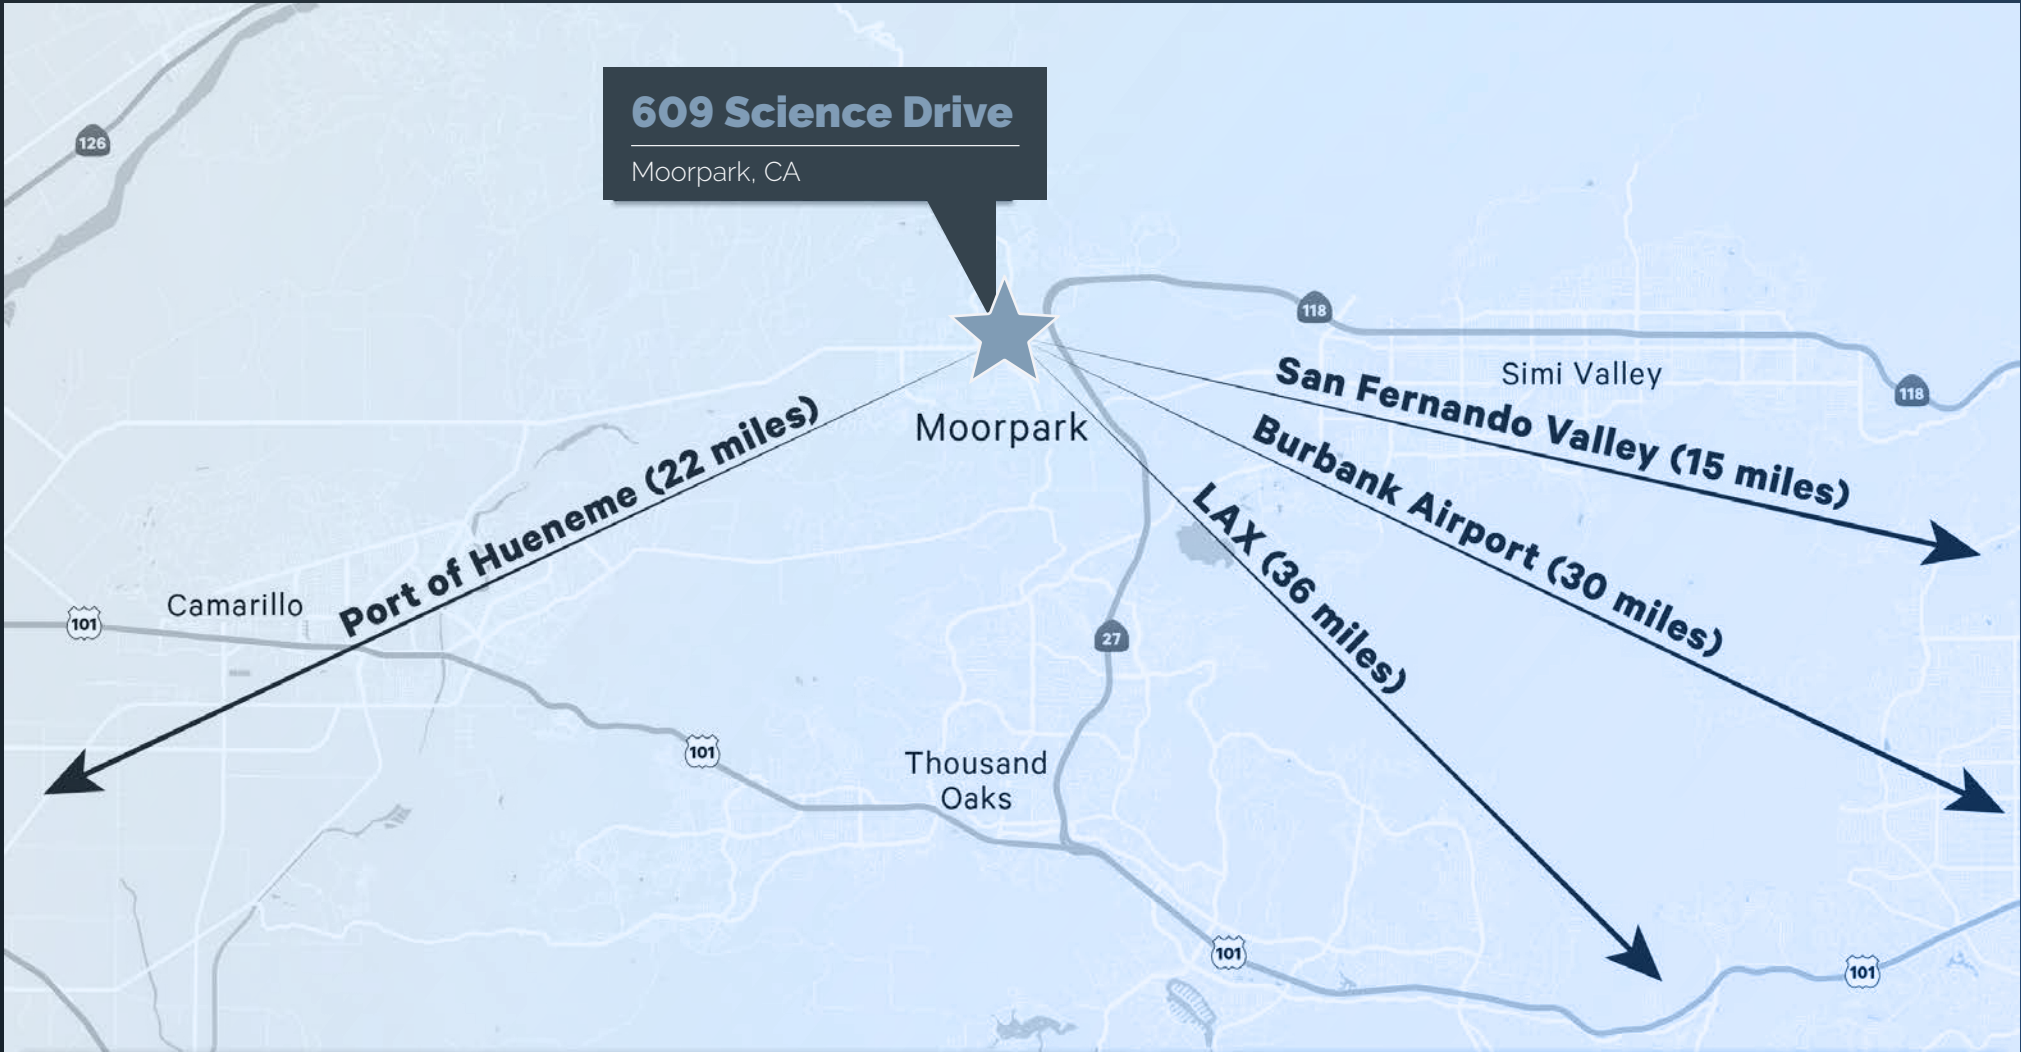 609 Science Drive
Moorpark, CA
126
118
118
Simi Valley
San Fernando Valley (15 miles)
Burbank Airport (30 miles)
LAX (36 miles)
Moorpark
Port of Hueneme (22 miles)
Camarillo
101
27
101
Thousand
Oaks
101
101